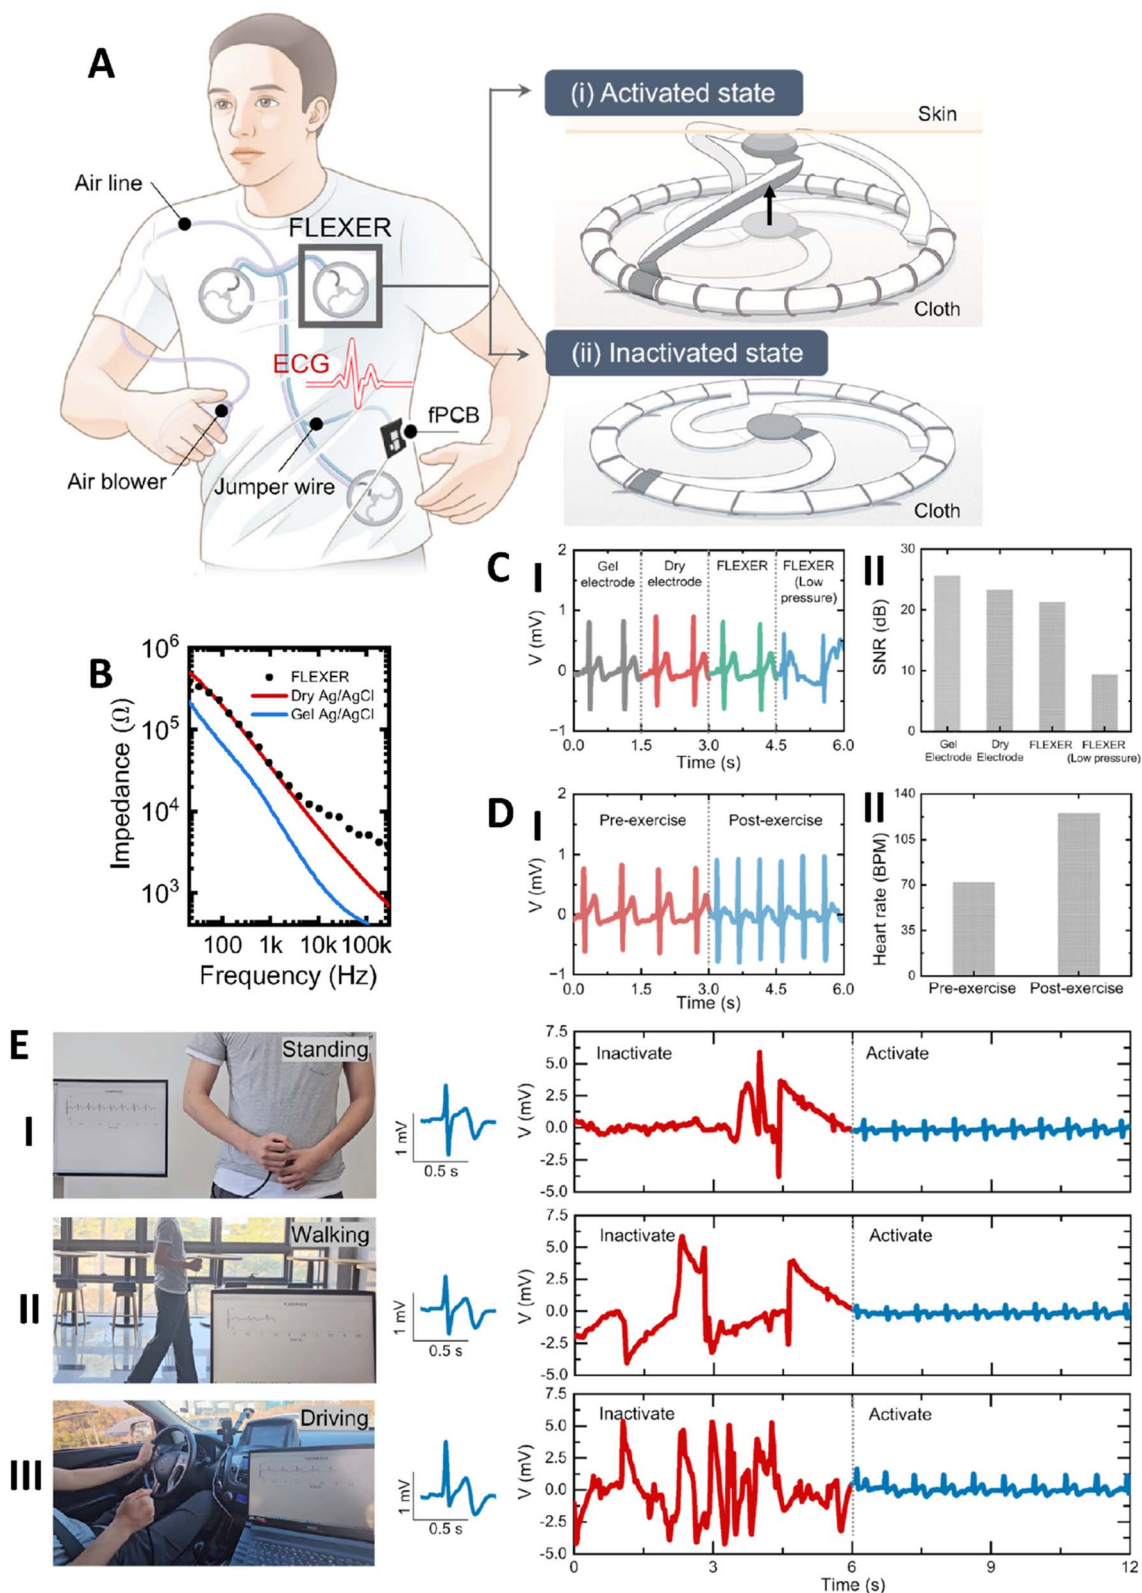 A
(i) Activated state
Skin
Air line
FLEXER
Cloth
(ii) Inactivated state
ECG
fPCB
Air blower
Jumper wire
Cloth
B
10^6
10^5
10^4
10^3
Impedance (Ω)
FLEXER
Dry Ag/AgCl
Gel Ag/AgCl
100 1k 10k 100k
Frequency (Hz)
C
I
2
1
0
−1
V (mV)
Gel electrode
Dry electrode
FLEXER
FLEXER (Low pressure)
0.0 1.5 3.0 4.5 6.0
Time (s)
II
30
20
10
0
SNR (dB)
Gel Electrode
Dry Electrode
FLEXER
FLEXER (Low pressure)
D
I
2
1
0
−1
V (mV)
Pre-exercise
Post-exercise
0.0 1.5 3.0 4.5 6.0
Time (s)
II
140
105
70
35
0
Heart rate (BPM)
Pre-exercise
Post-exercise
E
I
Standing
1 mV
0.5 s
7.5
5.0
2.5
0.0
-2.5
-5.0
V (mV)
Inactivate
Activate
II
Walking
1 mV
0.5 s
7.5
5.0
2.5
0.0
-2.5
-5.0
V (mV)
Inactivate
Activate
III
Driving
1 mV
0.5 s
7.5
5.0
2.5
0.0
-2.5
-5.0
V (mV)
Inactivate
Activate
0 3 6 9 12
Time (s)